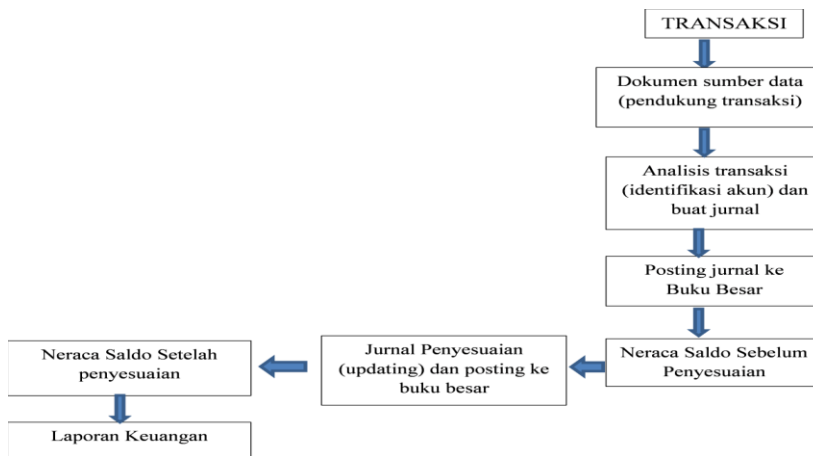 TRANSAKSI
Dokumen sumber data
(pendukung transaksi)
Analisis transaksi
(identifikasi akun) dan
buat jurnal
Posting jurnal ke
Buku Besar
Neraca Saldo Sebelum
Penyesuaian
Jurnal Penyesuaian
(updating) dan posting ke
buku besar
Neraca Saldo Setelah
penyesuaian
Laporan Keuangan